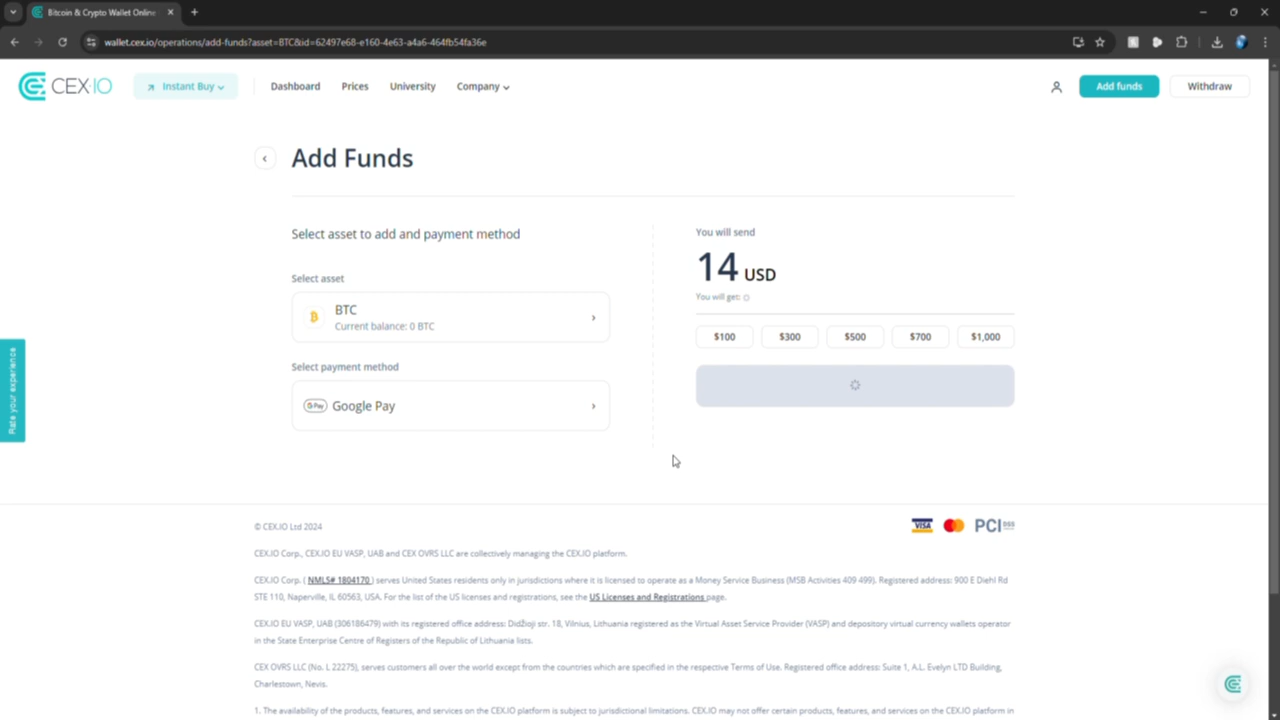 Bitcoin & Crypto Wallet Online
wallet.cex.io/operations/add-funds?asset=BTC&id=62497e68-e160-4e63-a4a6-464fb54fa36e
CEX.IO
Instant Buy
Dashboard
Prices
University
Company
Add funds
Withdraw
Add Funds
Select asset to add and payment method
Select asset
BTC
Current balance: 0 BTC
Select payment method
G Pay Google Pay
You will send
14 USD
You will get:
$100 $300 $500 $700 $1,000
Rate your experience
© CEX.IO Ltd 2024
VISA PCI DSS
CEX.IO Corp., CEX.IO EU VASP, UAB and CEX OVRS LLC are collectively managing the CEX.IO platform.
CEX.IO Corp. ( NMLS# 1804170 ) serves United States residents only in jurisdictions where it is licensed to operate as a Money Service Business (MSB Activities 409 499). Registered address: 900 E Diehl Rd
STE 110, Naperville, IL 60563, USA. For the list of the US licenses and registrations, see the US Licenses and Registrations page.
CEX.IO EU VASP, UAB (306186479) with its registered office address: Didžioji str. 18, Vilnius, Lithuania registered as the Virtual Asset Service Provider (VASP) and depository virtual currency wallets operator
in the State Enterprise Centre of Registers of the Republic of Lithuania lists.
CEX OVRS LLC (No. L 22275), serves customers all over the world except from the countries which are specified in the respective Terms of Use. Registered office address: Suite 1, A.L. Evelyn LTD Building,
Charlestown, Nevis.
1. The availability of the products, features, and services on the CEX.IO platform is subject to jurisdictional limitations. CEX.IO may not offer certain products, features, and services on the CEX.IO platform in